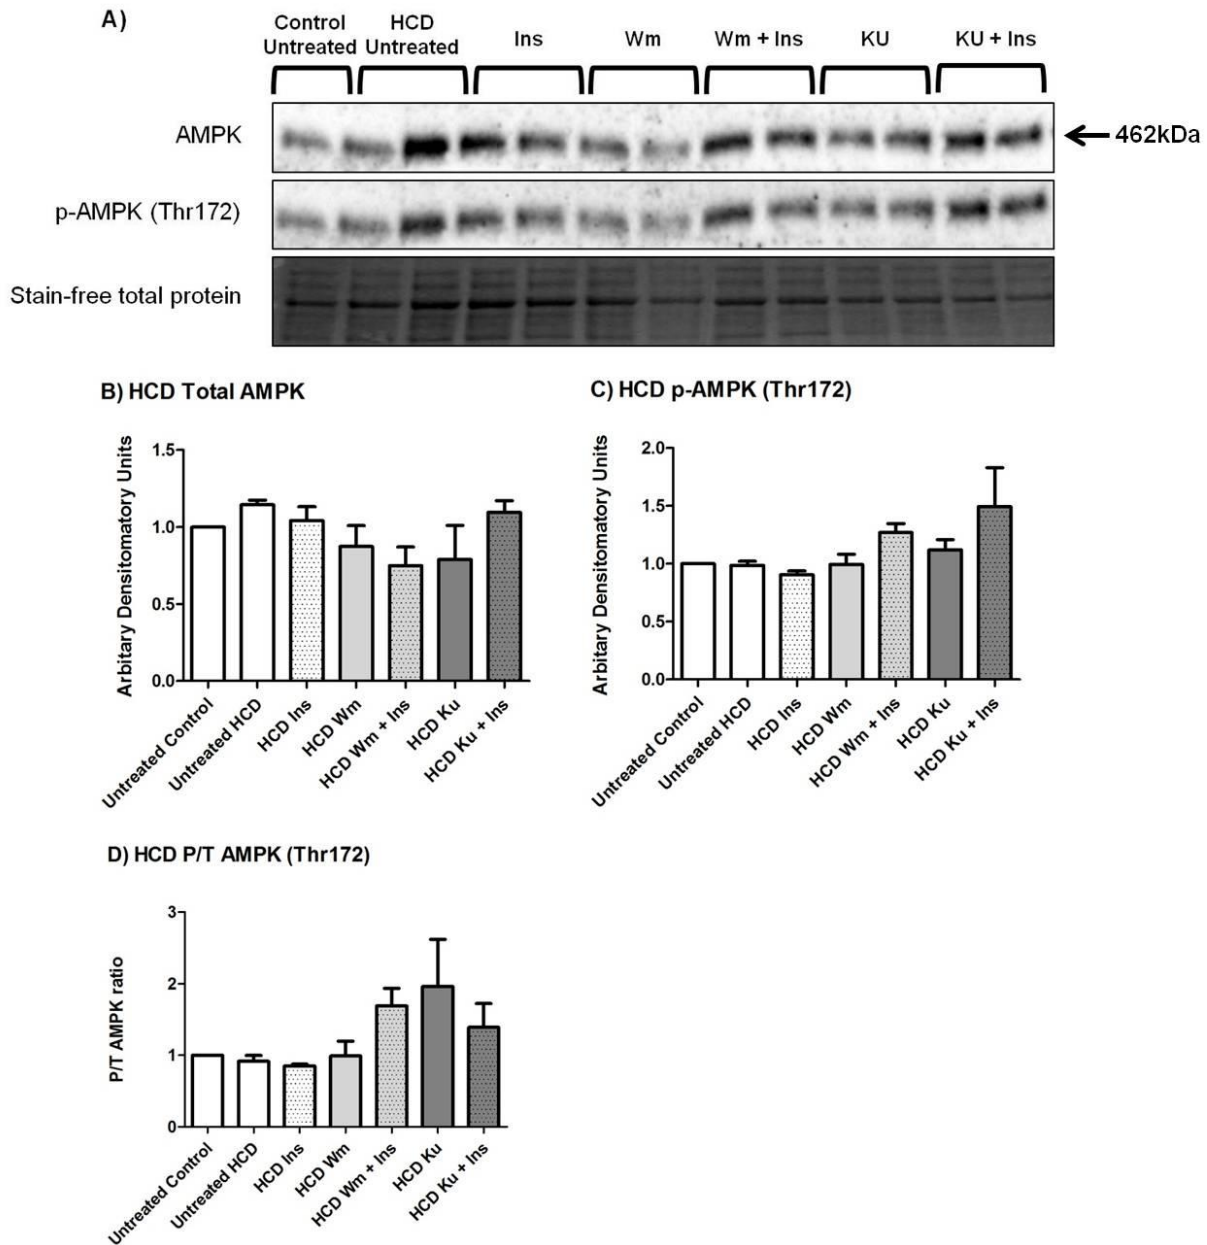 A)
Control
Untreated
HCD
Untreated
Ins
Wm
Wm + Ins
KU
KU + Ins
AMPK
462kDa
p-AMPK (Thr172)
Stain-free total protein
B) HCD Total AMPK
Arbitary Densitomatory Units
1.5
1.0
0.5
0.0
Untreated Control
Untreated HCD
HCD Ins
HCD Wm
HCD Wm + Ins
HCD Ku
HCD Ku + Ins
C) HCD p-AMPK (Thr172)
Arbitary Densitomatory Units
2.0
1.5
1.0
0.5
0.0
Untreated Control
Untreated HCD
HCD Ins
HCD Wm
HCD Wm + Ins
HCD Ku
HCD Ku + Ins
D) HCD P/T AMPK (Thr172)
P/T AMPK ratio
3
2
1
0
Untreated Control
Untreated HCD
HCD Ins
HCD Wm
HCD Wm + Ins
HCD Ku
HCD Ku + Ins